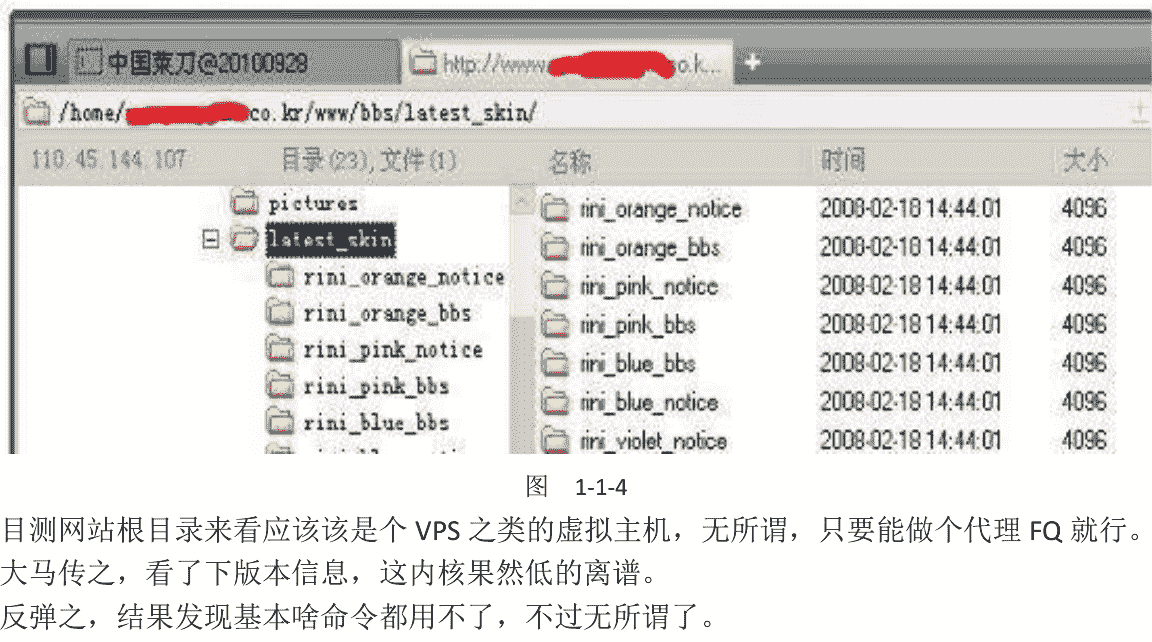 中国菜刀@20100928
http://www. so.k...
/home/ co.kr/www/bbs/latest_skin/
110.45.144.107 目录(23),文件(1) 名称 时间 大小
pictures
latest_skin
rini_orange_notice
rini_orange_bbs
rini_pink_notice
rini_pink_bbs
rini_blue_bbs
rini_orange_notice 2008-02-18 14:44:01 4096
rini_orange_bbs 2008-02-18 14:44:01 4096
rini_pink_notice 2008-02-18 14:44:01 4096
rini_pink_bbs 2008-02-18 14:44:01 4096
rini_blue_bbs 2008-02-18 14:44:01 4096
rini_blue_notice 2008-02-18 14:44:01 4096
rini_violet_notice 2008-02-18 14:44:01 4096
图 1-1-4
目测网站根目录来看应该该是个 VPS 之类的虚拟主机，无所谓，只要能做个代理 FQ 就行。
大马传之，看了下版本信息，这内核果然低的离谱。
反弹之，结果发现基本啥命令都用不了，不过无所谓了。